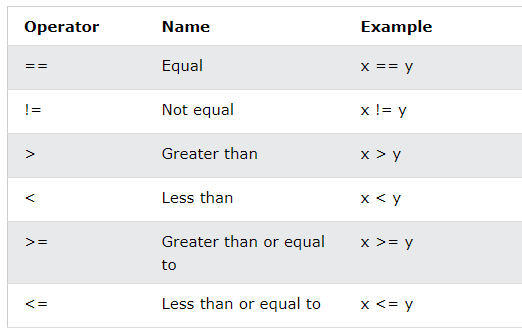 Operator Name Example
== Equal x == y
!= Not equal x != y
> Greater than x > y
< Less than x < y
>= Greater than or equal x >= y
to
<= Less than or equal to x <= y